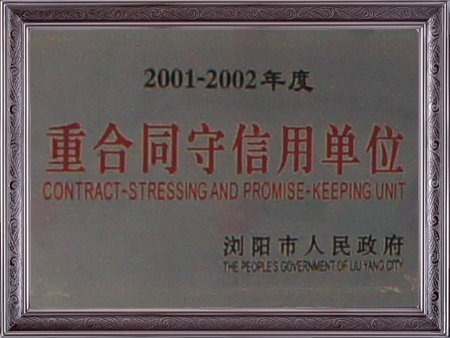 2001-2002年度
重合同守信用单位
CONTRACT-STRESSING AND PROMISE-KEEPING UNIT
浏阳市人民政府
THE PEOPLE'S GOVERNMENT OF LIU YANG CITY